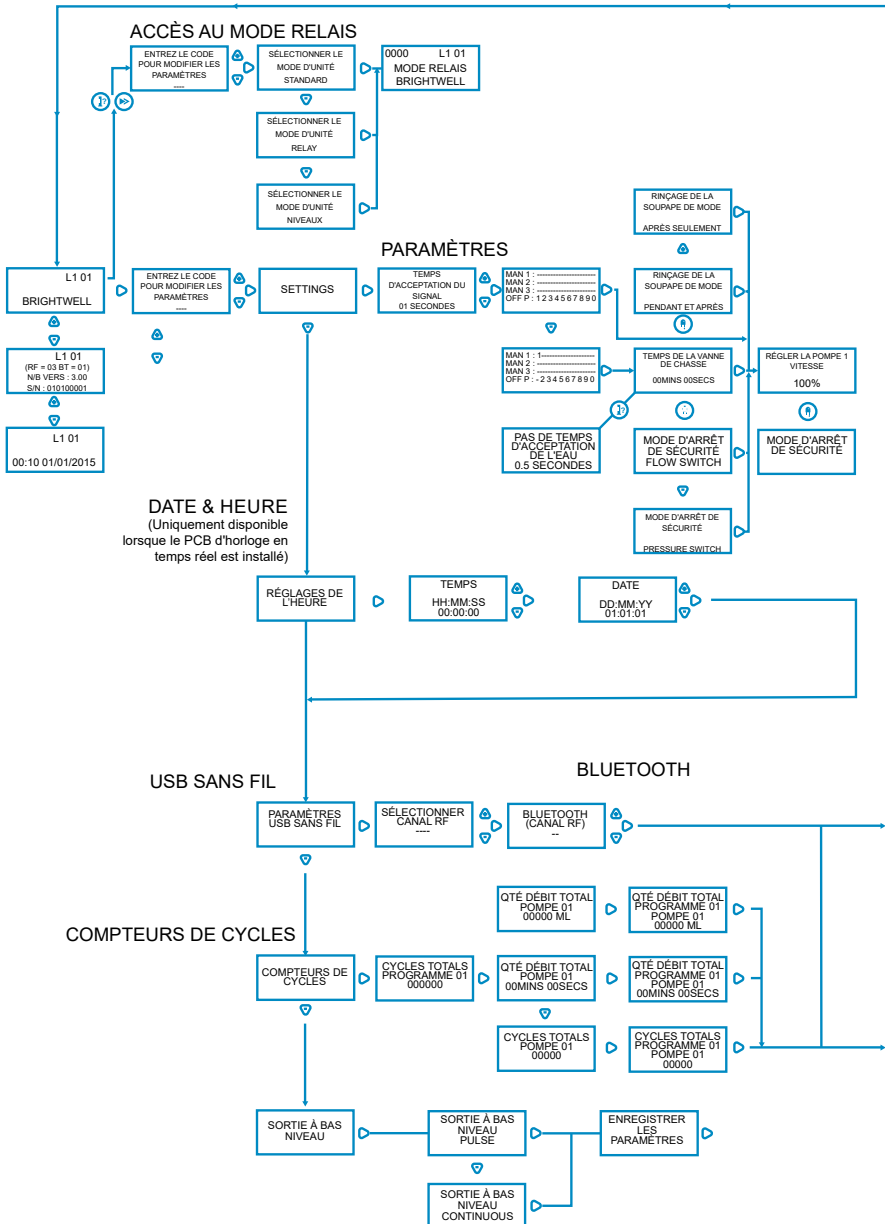 ACCÈS AU MODE RELAIS
ENTREZ LE CODE
POUR MODIFIER LES
PARAMÈTRES
----
SÉLECTIONNER LE
MODE D'UNITÉ
STANDARD
0000 L1 01
MODE RELAIS
BRIGHTWELL
SÉLECTIONNER LE
MODE D'UNITÉ
RELAY
SÉLECTIONNER LE
MODE D'UNITÉ
NIVEAUX
PARAMÈTRES
RINÇAGE DE LA
SOUPAPE DE MODE
APRÈS SEULEMENT
L1 01
BRIGHTWELL
ENTREZ LE CODE
POUR MODIFIER LES
PARAMÈTRES
----
SETTINGS
TEMPS
D'ACCEPTATION DU
SIGNAL
01 SECONDES
MAN 1 : --------------------
MAN 2 : --------------------
MAN 3 : --------------------
OFF P : 1 2 3 4 5 6 7 8 9 0
RINÇAGE DE LA
SOUPAPE DE MODE
PENDANT ET APRÈS
L1 01
(RF = 03 BT = 01)
N/B VERS : 3.00
S/N : 010100001
MAN 1 : 1-------------------
MAN 2 : --------------------
MAN 3 : --------------------
OFF P : - 2 3 4 5 6 7 8 9 0
TEMPS DE LA VANNE
DE CHASSE
00MINS 00SECS
RÉGLER LA POMPE 1
VITESSE
100%
L1 01
00:10 01/01/2015
PAS DE TEMPS
D'ACCEPTATION
DE L'EAU
0.5 SECONDES
MODE D'ARRÊT
DE SÉCURITÉ
FLOW SWITCH
MODE D'ARRÊT
DE SÉCURITÉ
MODE D'ARRÊT DE
SÉCURITÉ
PRESSURE SWITCH
DATE & HEURE
(Uniquement disponible
lorsque le PCB d'horloge en
temps réel est installé)
RÉGLAGES DE
L'HEURE
TEMPS
HH:MM:SS
00:00:00
DATE
DD:MM:YY
01:01:01
USB SANS FIL
BLUETOOTH
PARAMÈTRES
USB SANS FIL
SÉLECTIONNER
CANAL RF
----
BLUETOOTH
(CANAL RF)
--
QTÉ DÉBIT TOTAL
POMPE 01
00000 ML
QTÉ DÉBIT TOTAL
PROGRAMME 01
POMPE 01
00000 ML
COMPTEURS DE CYCLES
COMPTEURS DE
CYCLES
CYCLES TOTALS
PROGRAMME 01
000000
QTÉ DÉBIT TOTAL
POMPE 01
00MINS 00SECS
QTÉ DÉBIT TOTAL
PROGRAMME 01
POMPE 01
00MINS 00SECS
CYCLES TOTALS
POMPE 01
00000
CYCLES TOTALS
PROGRAMME 01
POMPE 01
00000
SORTIE À BAS
NIVEAU
SORTIE À BAS
NIVEAU
PULSE
ENREGISTRER
LES
PARAMÈTRES
SORTIE À BAS
NIVEAU
CONTINUOUS